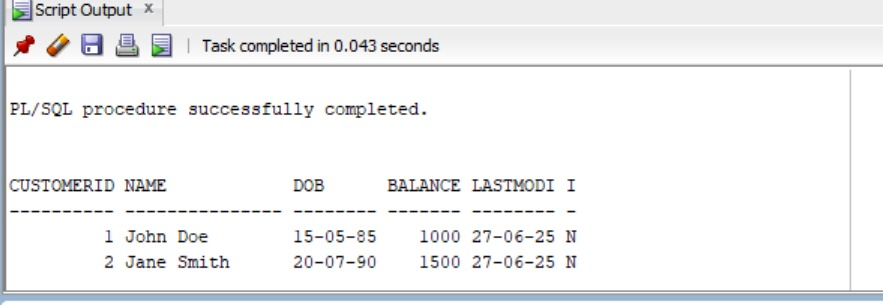 Script Output x
Task completed in 0.043 seconds
PL/SQL procedure successfully completed.
CUSTOMERID NAME            DOB      BALANCE LASTMODI I
---------- --------------- -------- ------- -------- -
         1 John Doe        15-05-85    1000 27-06-25 N
         2 Jane Smith      20-07-90    1500 27-06-25 N